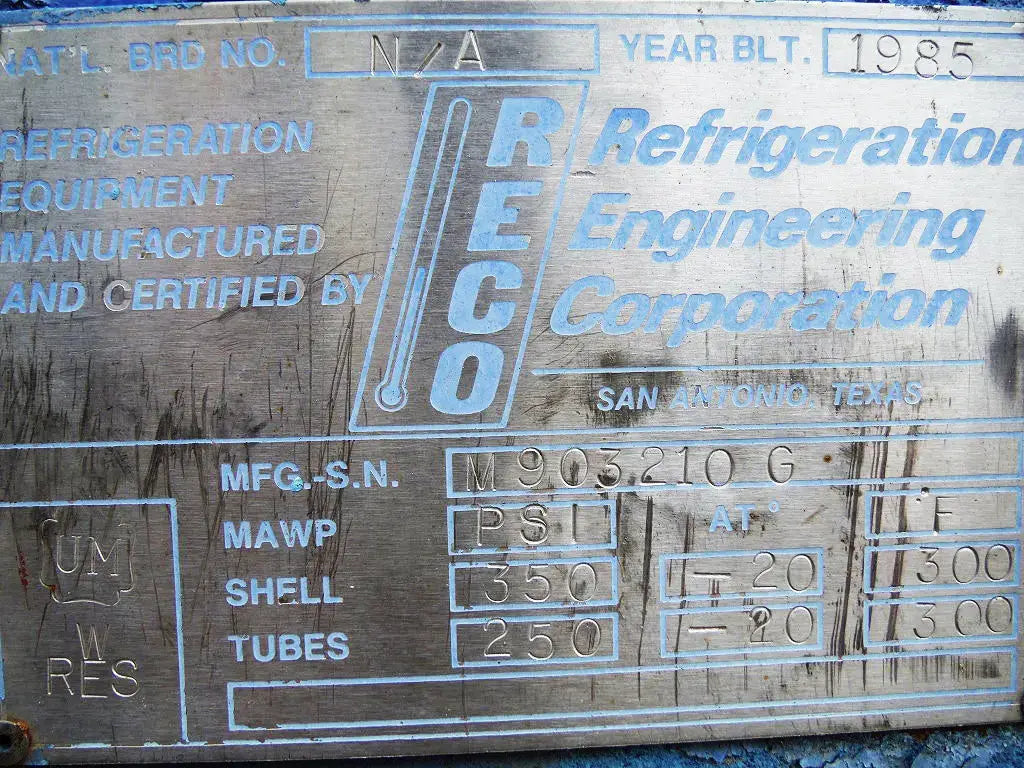 NAT'L. BRD NO. N/A YEAR BLT. 1985
REFRIGERATION
EQUIPMENT
MANUFACTURED
AND CERTIFIED BY
RECO
Refrigeration
Engineering
Corporation
SAN ANTONIO, TEXAS
MFG.-S.N. M903210 G
MAWP PSI AT ° °F
SHELL 350 -20 300
TUBES 250 -20 300
UM
W
RES